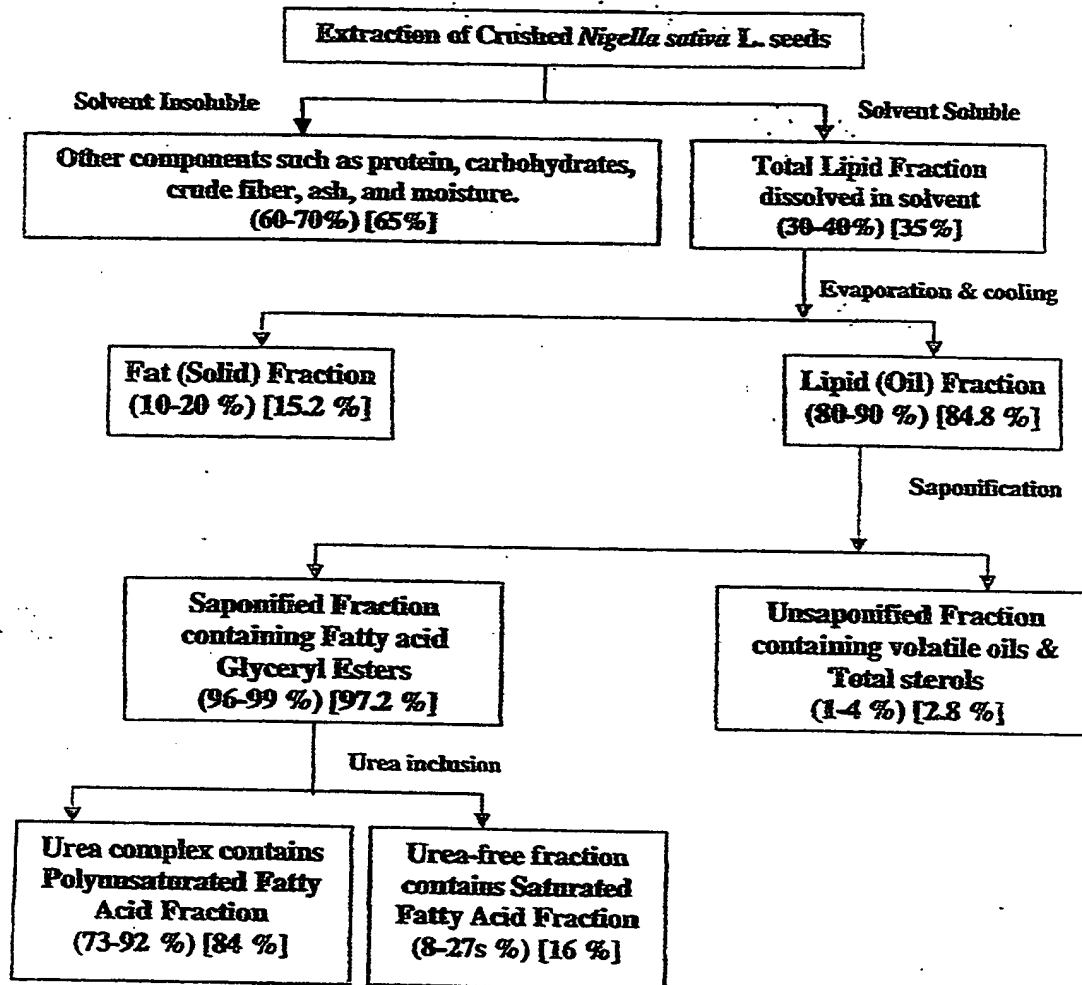 Extraction of Crushed Nigella sativa L. seeds
Solvent Insoluble
Solvent Soluble
Other components such as protein, carbohydrates,
crude fiber, ash, and moisture.
(60-70%) [65%]
Total Lipid Fraction
dissolved in solvent
(30-40%) [35%]
Evaporation & cooling
Fat (Solid) Fraction
(10-20 %) [15.2 %]
Lipid (Oil) Fraction
(80-90 %) [84.8 %]
Saponification
Saponified Fraction
containing Fatty acid
Glyceryl Esters
(96-99 %) [97.2 %]
Unsaponified Fraction
containing volatile oils &
Total sterols
(1-4 %) [2.8 %]
Urea inclusion
Urea complex contains
Polyunsaturated Fatty
Acid Fraction
(73-92 %) [84 %]
Urea-free fraction
contains Saturated
Fatty Acid Fraction
(8-27s %) [16 %]